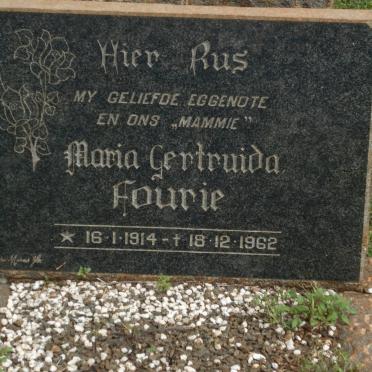 Hier Rus
MY GELIEFDE EGGENOTE
EN ONS „MAMMIE"
Maria Gertruida
Fourie
* 16·1·1914 - † 18·12·1962